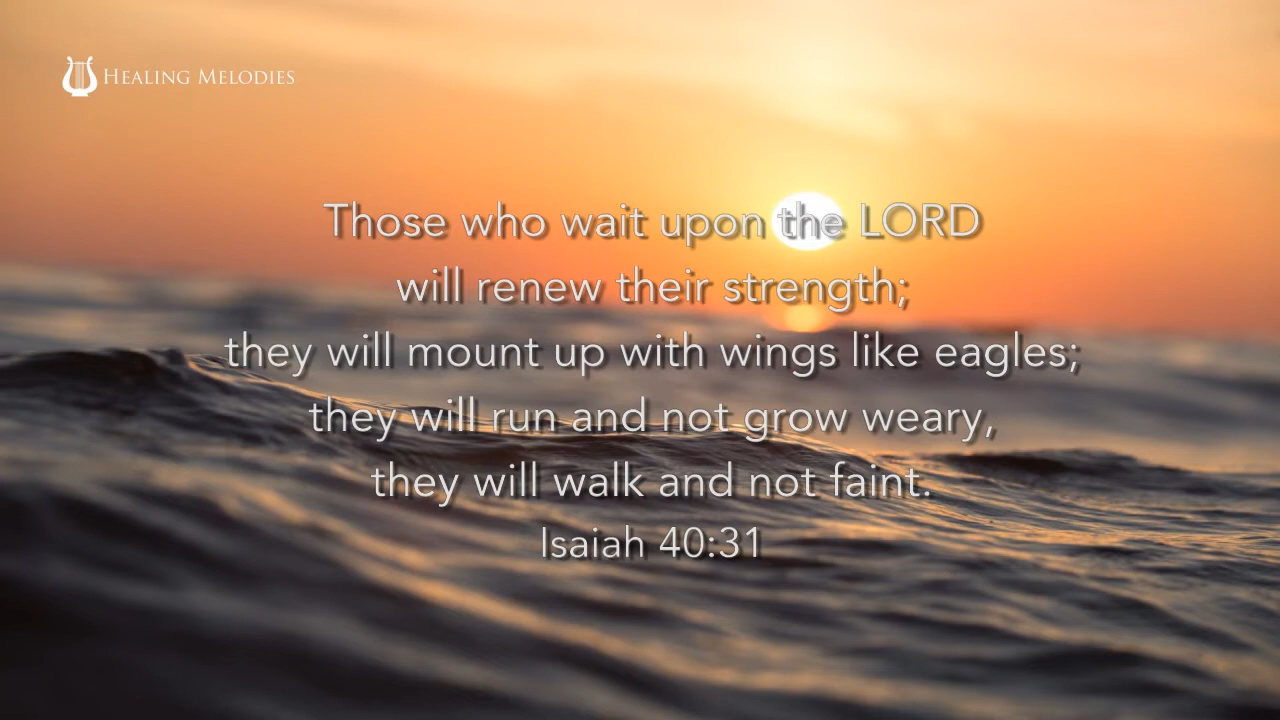 Healing Melodies
Those who wait upon the LORD
will renew their strength;
they will mount up with wings like eagles;
they will run and not grow weary,
they will walk and not faint.
Isaiah 40:31